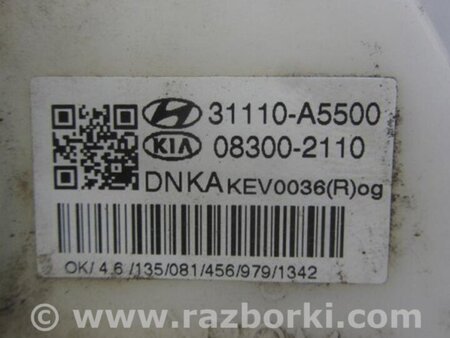 31110-A5500
KIA 08300-2110
DNKA KEV0036(R)og
OK/ 4.6 /135/081/456/979/1342
www.razborki.com